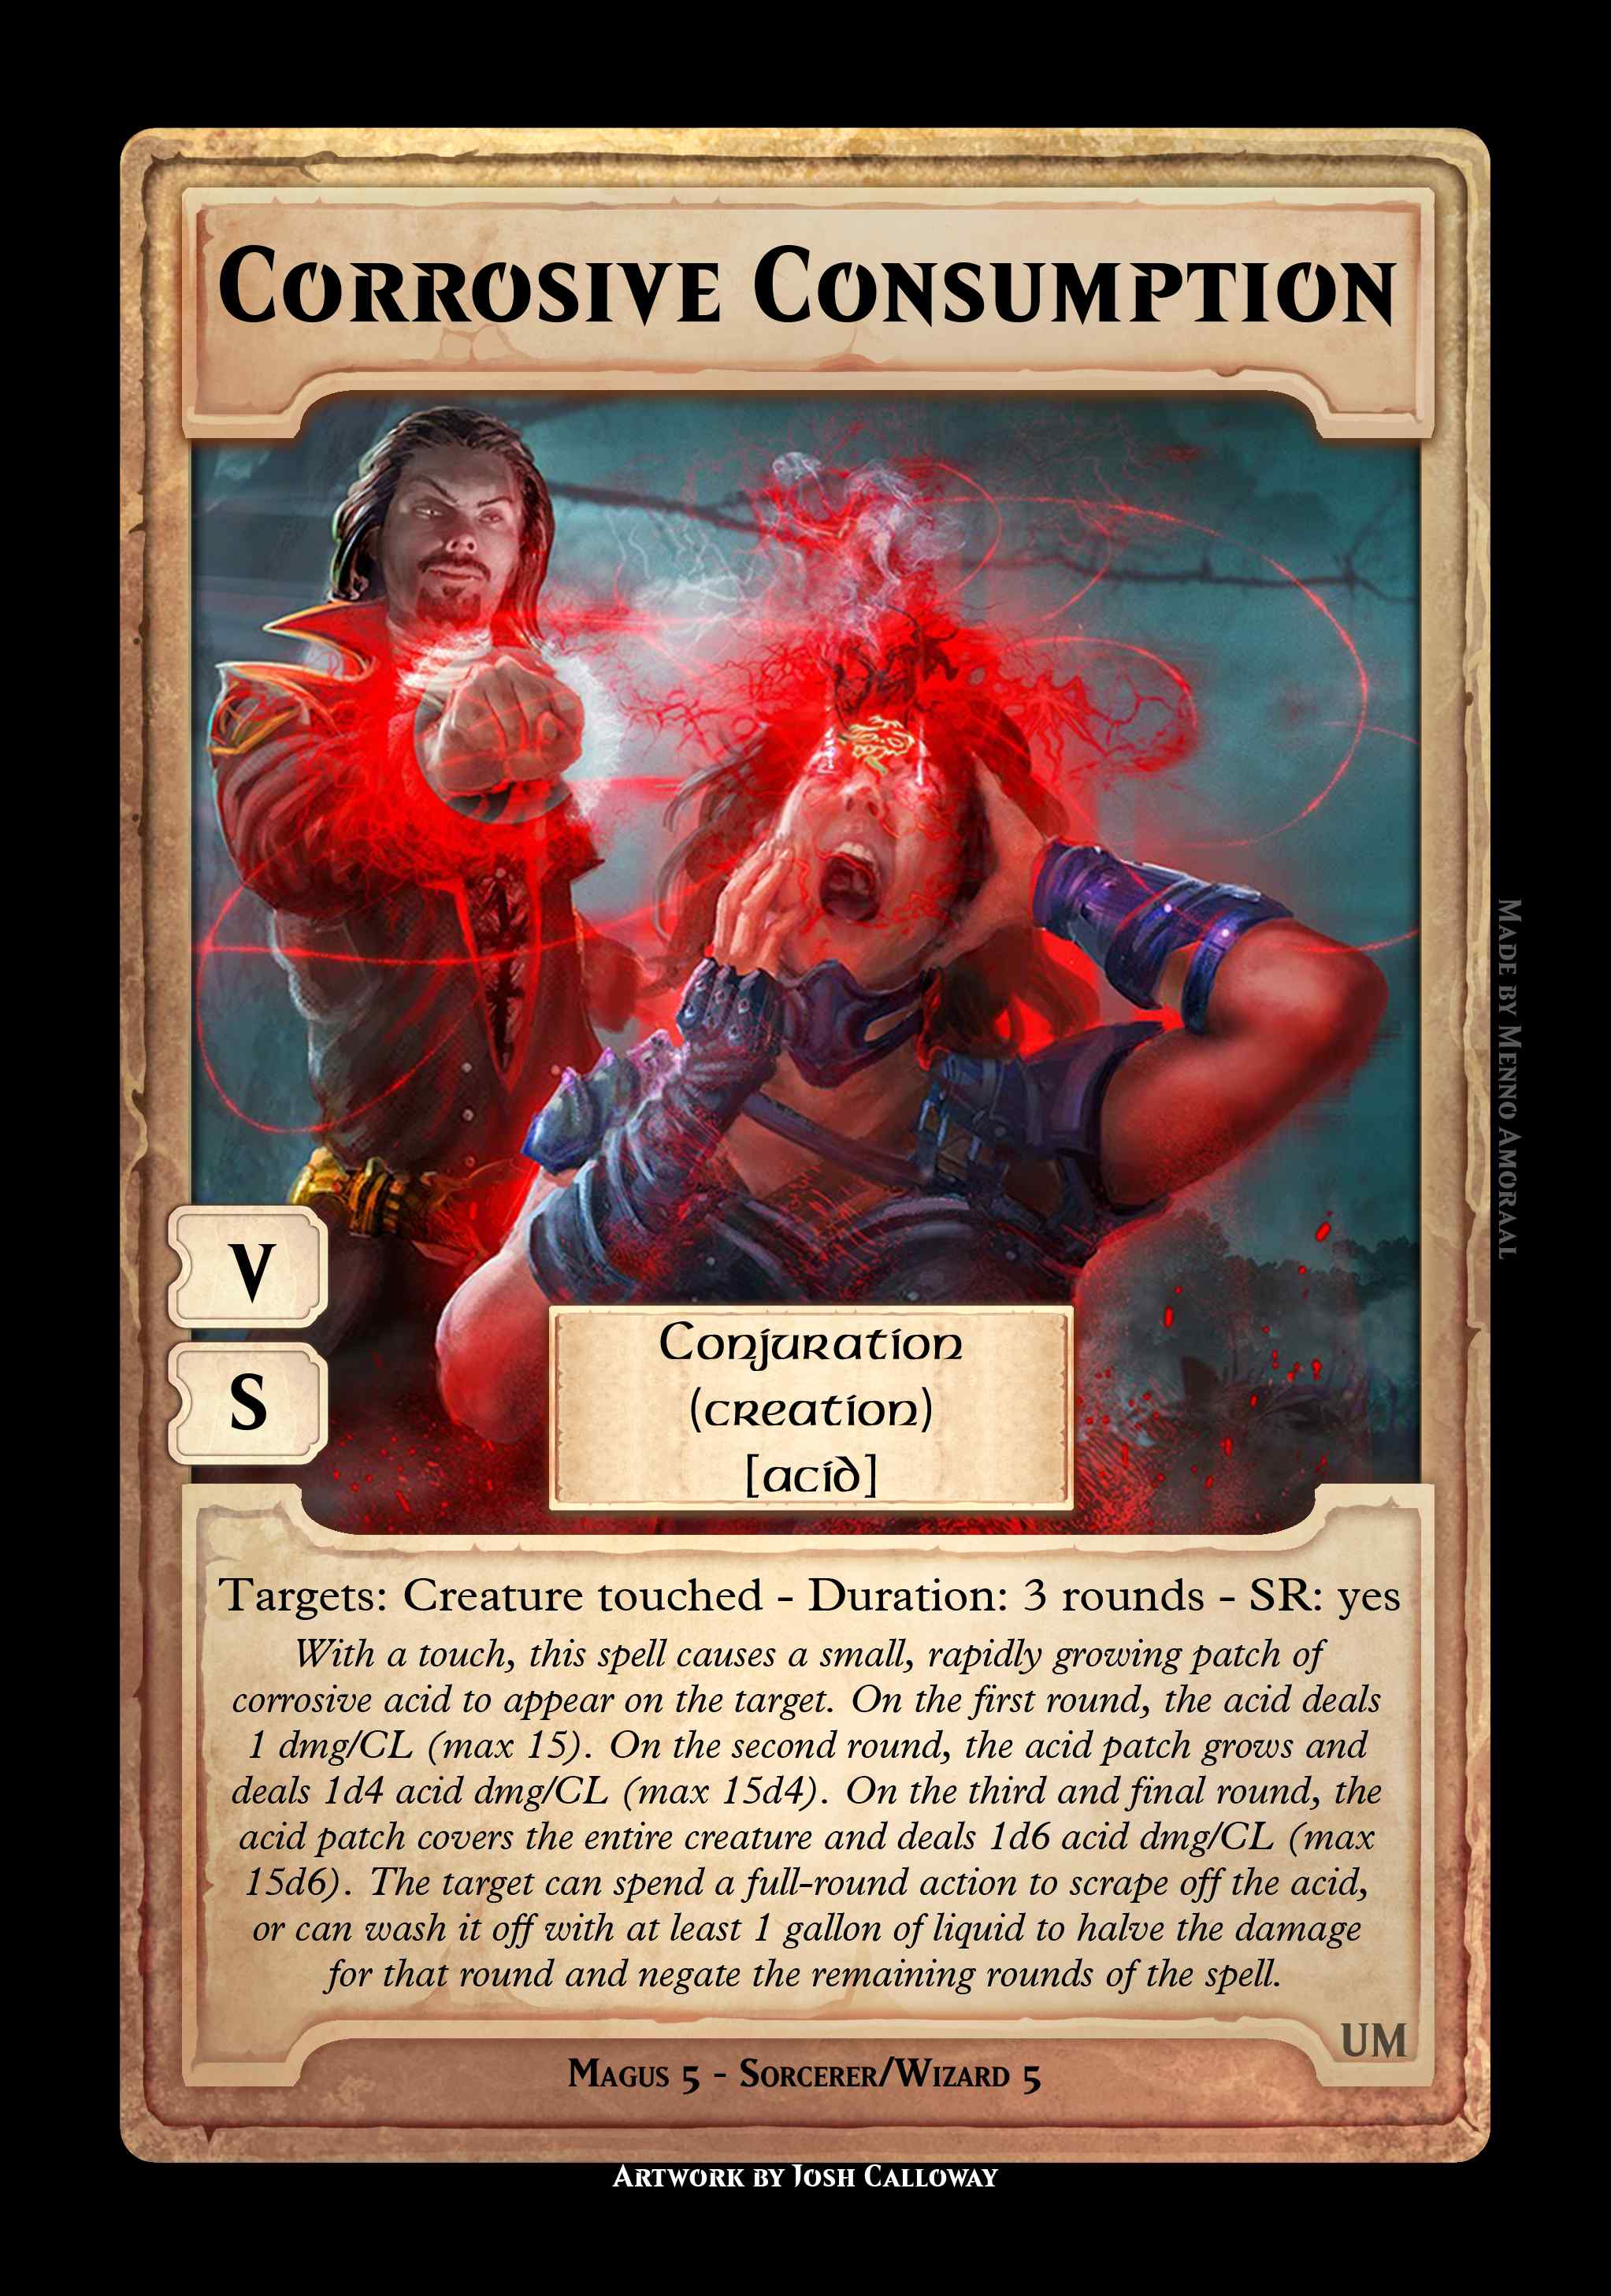 Corrosive Consumption
V
S
Conjuration
(creation)
[acid]
Targets: Creature touched - Duration: 3 rounds - SR: yes
With a touch, this spell causes a small, rapidly growing patch of
corrosive acid to appear on the target. On the first round, the acid deals
1 dmg/CL (max 15). On the second round, the acid patch grows and
deals 1d4 acid dmg/CL (max 15d4). On the third and final round, the
acid patch covers the entire creature and deals 1d6 acid dmg/CL (max
15d6). The target can spend a full-round action to scrape off the acid,
or can wash it off with at least 1 gallon of liquid to halve the damage
for that round and negate the remaining rounds of the spell.
UM
Magus 5 - Sorcerer/Wizard 5
Artwork by Josh Calloway
Made by Menno Amoraal